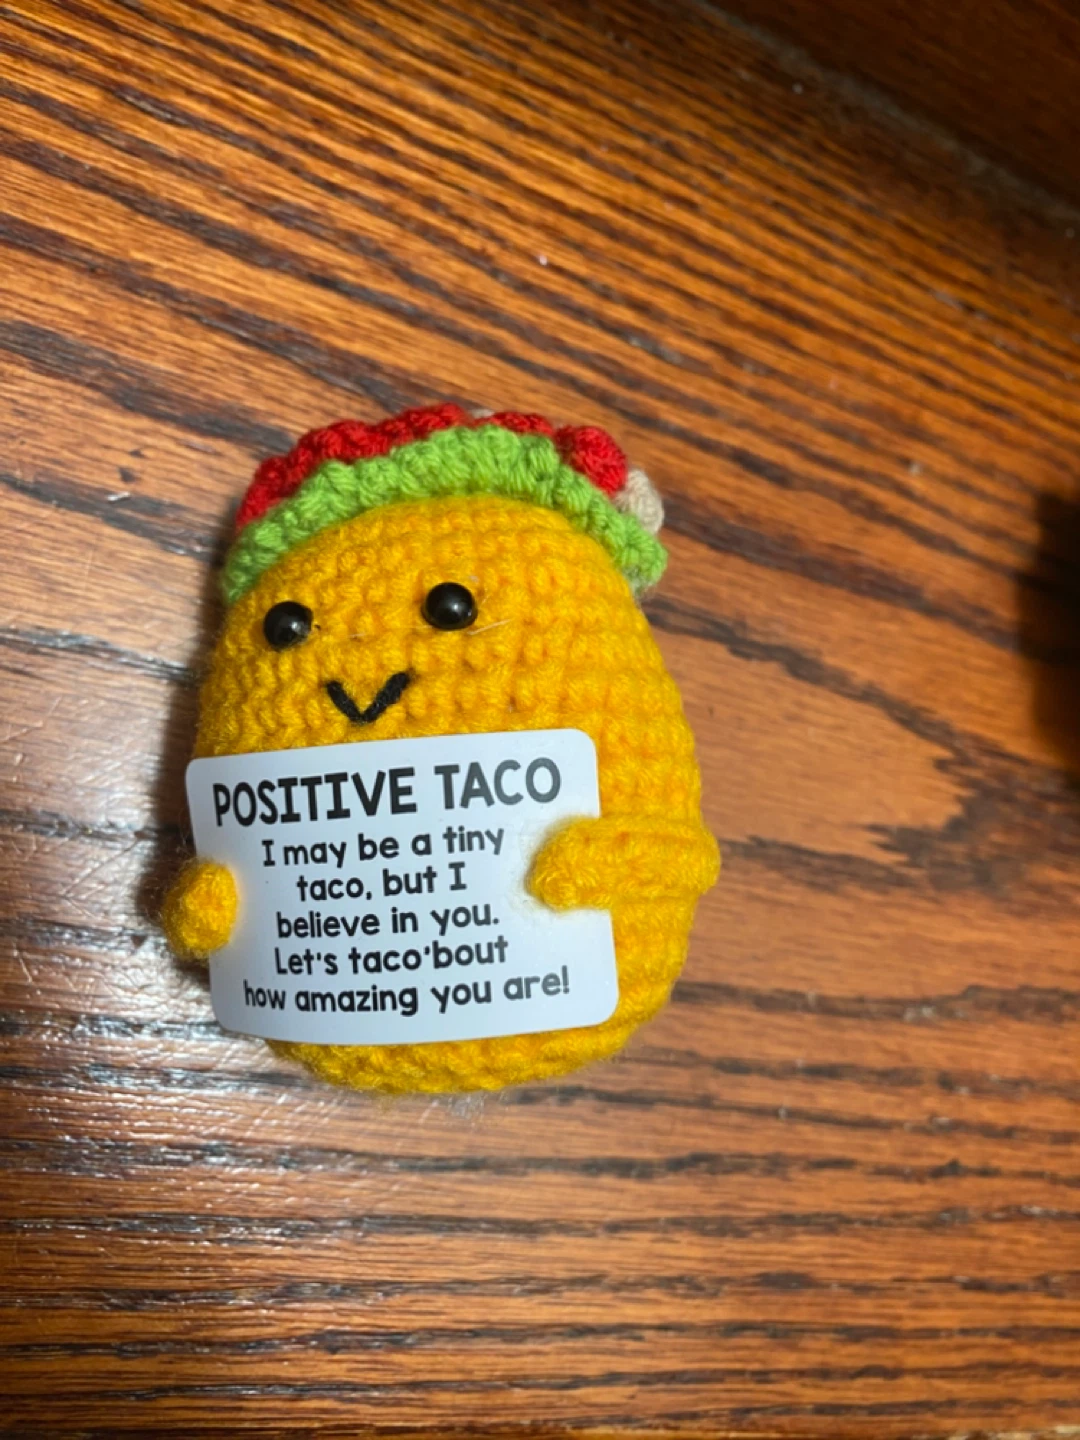 POSITIVE TACO
I may be a tiny
taco, but I
believe in you.
Let's taco'bout
how amazing you are!